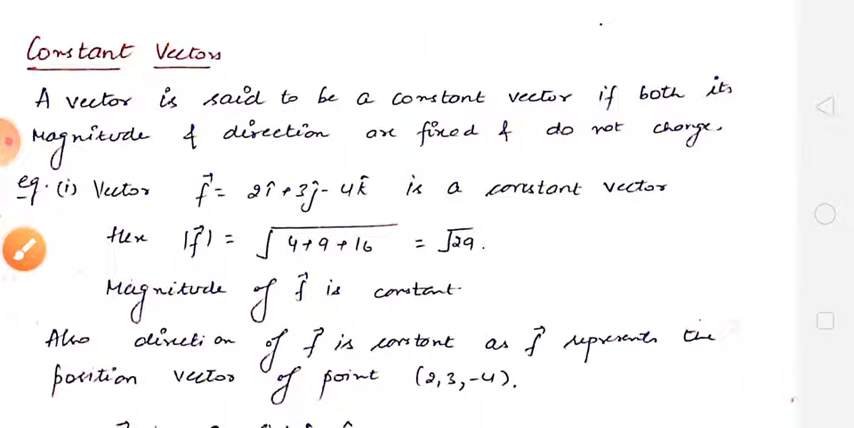 Constant Vectors
A vector is said to be a constant vector if both its
magnitude & direction are fixed & do not change.
eg. (i) Vector f⃗ = 2î + 3ĵ - 4k̂ is a constant vector
Here |f⃗| = √(4+9+16) = √29.
Magnitude of f⃗ is constant.
Also direction of f⃗ is constant as f⃗ represents the
position vector of point (2,3,-4).